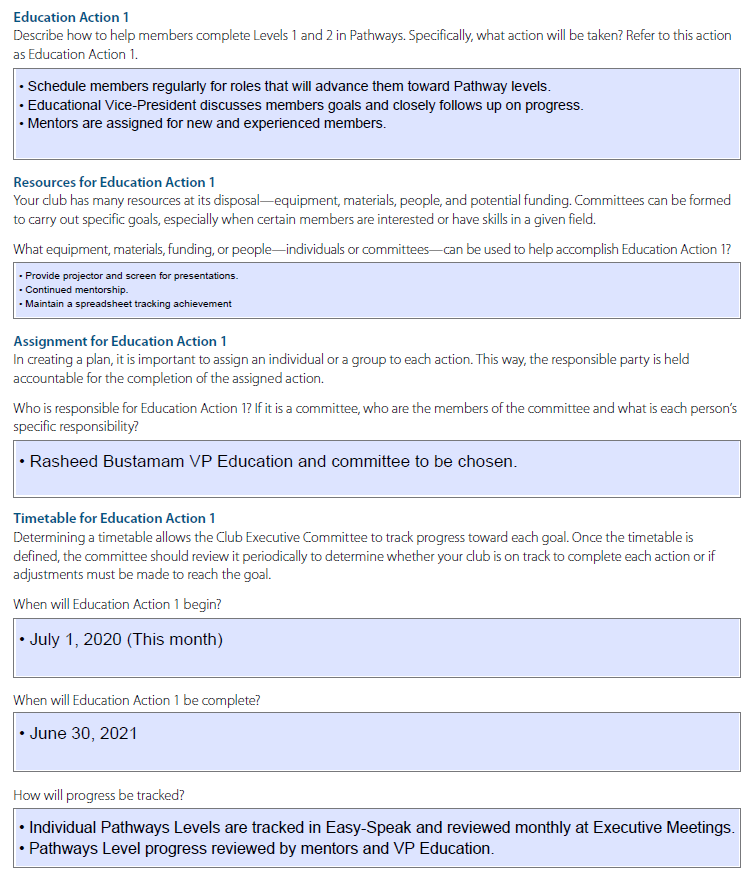 Education Action 1
Describe how to help members complete Levels 1 and 2 in Pathways. Specifically, what action will be taken? Refer to this action
as Education Action 1.
• Schedule members regularly for roles that will advance them toward Pathway levels.
• Educational Vice-President discusses members goals and closely follows up on progress.
• Mentors are assigned for new and experienced members.
Resources for Education Action 1
Your club has many resources at its disposal—equipment, materials, people, and potential funding. Committees can be formed
to carry out specific goals, especially when certain members are interested or have skills in a given field.
What equipment, materials, funding, or people—individuals or committees—can be used to help accomplish Education Action 1?
• Provide projector and screen for presentations.
• Continued mentorship.
• Maintain a spreadsheet tracking achievement
Assignment for Education Action 1
In creating a plan, it is important to assign an individual or a group to each action. This way, the responsible party is held
accountable for the completion of the assigned action.
Who is responsible for Education Action 1? If it is a committee, who are the members of the committee and what is each person's
specific responsibility?
• Rasheed Bustamam VP Education and committee to be chosen.
Timetable for Education Action 1
Determining a timetable allows the Club Executive Committee to track progress toward each goal. Once the timetable is
defined, the committee should review it periodically to determine whether your club is on track to complete each action or if
adjustments must be made to reach the goal.
When will Education Action 1 begin?
• July 1, 2020 (This month)
When will Education Action 1 be complete?
• June 30, 2021
How will progress be tracked?
• Individual Pathways Levels are tracked in Easy-Speak and reviewed monthly at Executive Meetings.
• Pathways Level progress reviewed by mentors and VP Education.